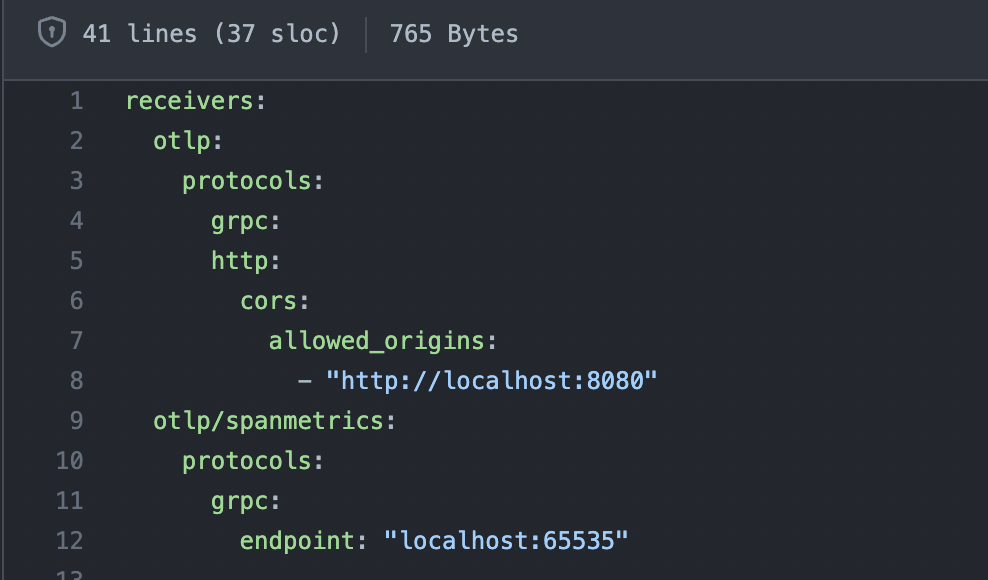 41 lines (37 sloc) 765 Bytes
1 receivers:
2   otlp:
3     protocols:
4       grpc:
5       http:
6         cors:
7           allowed_origins:
8             - "http://localhost:8080"
9   otlp/spanmetrics:
10     protocols:
11       grpc:
12         endpoint: "localhost:65535"
13